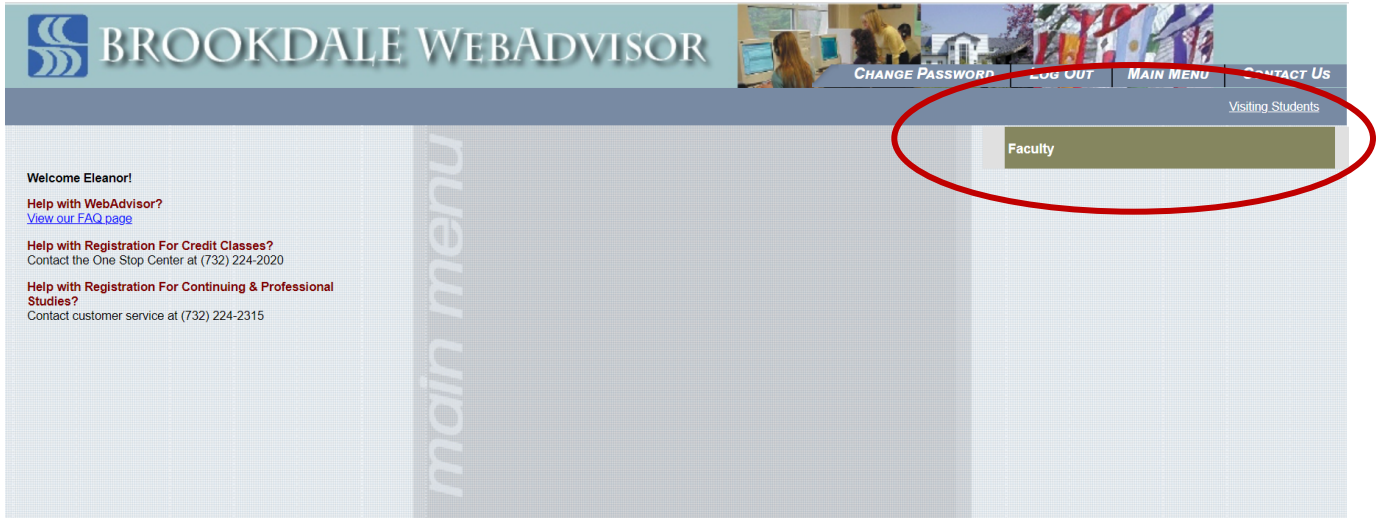 BROOKDALE WEBADVISOR
CHANGE PASSWORD LOG OUT MAIN MENU CONTACT US
Visiting Students
Faculty
main menu
Welcome Eleanor!
Help with WebAdvisor?
View our FAQ page
Help with Registration For Credit Classes?
Contact the One Stop Center at (732) 224-2020
Help with Registration For Continuing & Professional
Studies?
Contact customer service at (732) 224-2315